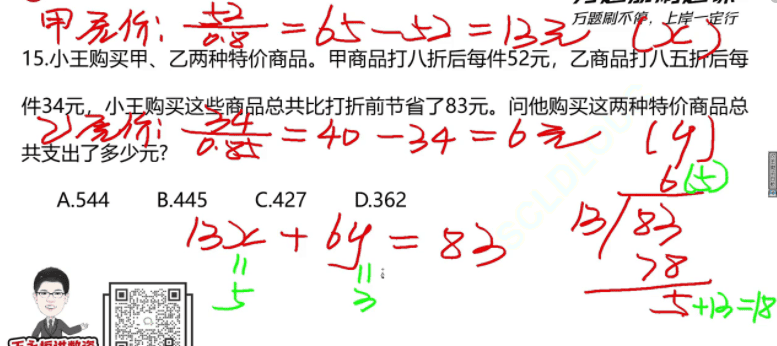 万题刷不停，上岸一定行
甲原价: 52/0.8 = 65 - 52 = 13元 (x)
15.小王购买甲、乙两种特价商品。甲商品打八折后每件52元，乙商品打八五折后每
件34元，小王购买这些商品总共比打折前节省了83元。问他购买这两种特价商品总
乙原价: 34/0.85 = 40 - 34 = 6元 (y)
共支出了多少元?
A.544 B.445 C.427 D.362
13x + 6y = 83
= =
5 3
6 (5)
13 83
78
5 +13=18